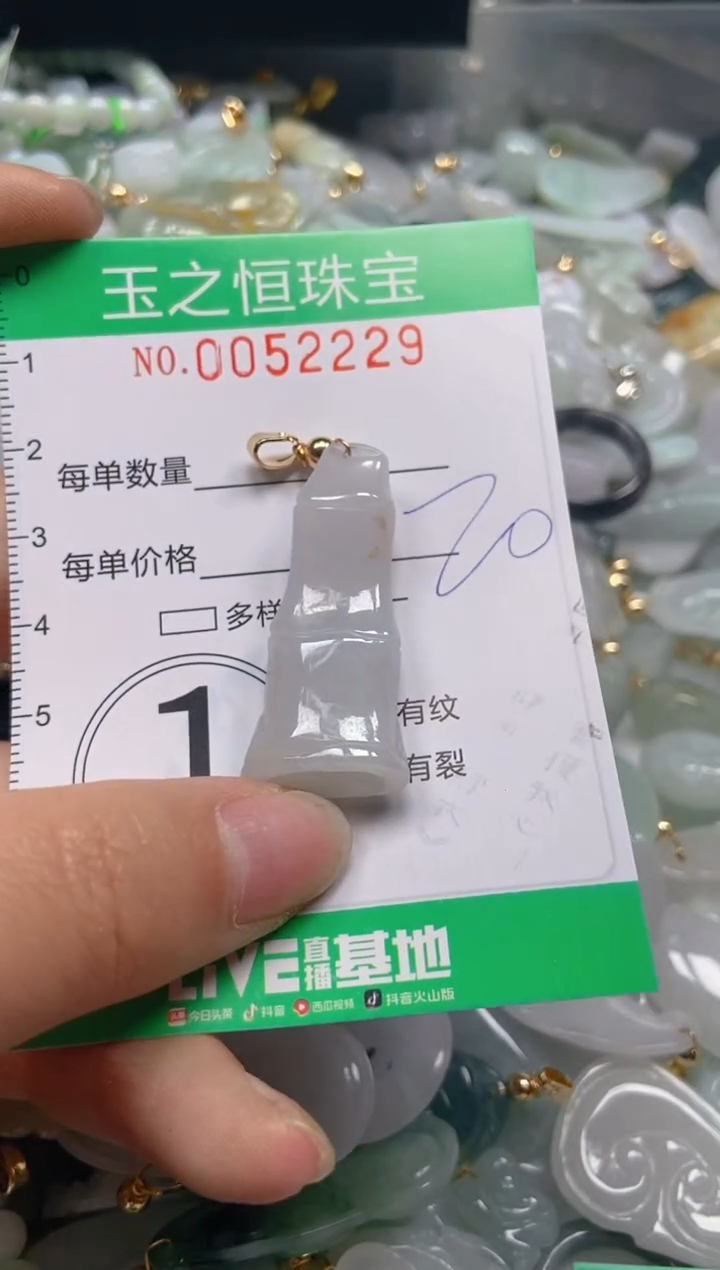 玉之恒珠宝
NO.0052229
每单数量
每单价格
20
多样
1
有纹
有裂
0
1
2
3
4
5
LIVE直播基地
今日头条 抖音 西瓜视频 抖音火山版